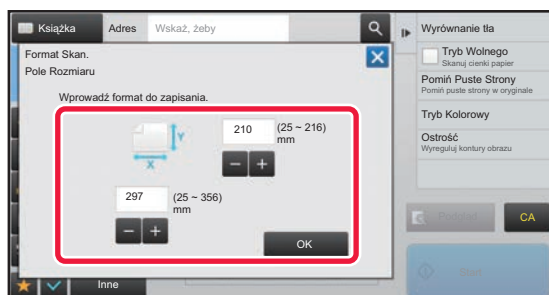 Książka
Adres
Wskaż, żeby
Wyrównanie tła
Format Skan.
Tryb Wolnego
Skanuj cienki papier
Pole Rozmiaru
Pomiń Puste Strony
Pomiń puste strony w oryginale
Wprowadź format do zapisania.
Tryb Kolorowy
Y
210
(25 ~ 216)
mm
Ostrość
Wyreguluj kontury obrazu
X
297
(25 ~ 356)
mm
OK
CA
Inne
Start